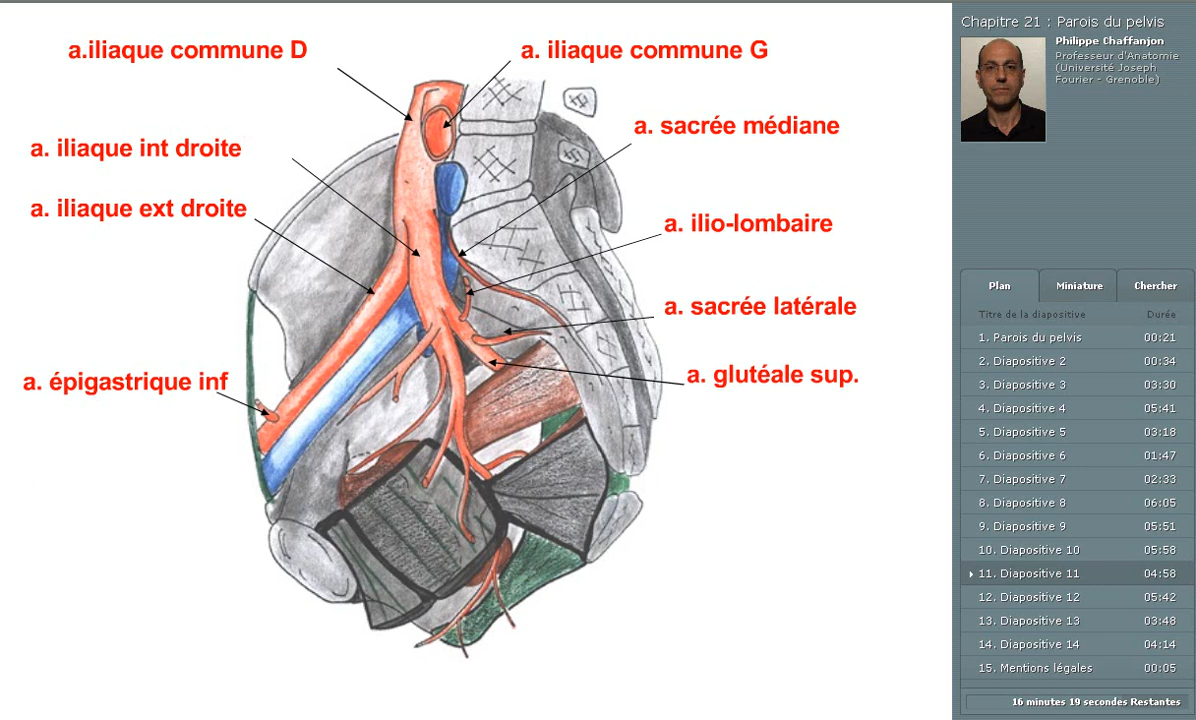 a.iliaque commune D
a. iliaque commune G
a. sacrée médiane
a. iliaque int droite
a. iliaque ext droite
a. ilio-lombaire
a. sacrée latérale
a. épigastrique inf
a. glutéale sup.
Chapitre 21 : Parois du pelvis
Philippe Chaffanjon
Professeur d'Anatomie
(Université Joseph
Fourier - Grenoble)
Plan Miniature Chercher
Titre de la diapositive Durée
1. Parois du pelvis 00:21
2. Diapositive 2 00:34
3. Diapositive 3 03:30
4. Diapositive 4 05:41
5. Diapositive 5 03:18
6. Diapositive 6 01:47
7. Diapositive 7 02:33
8. Diapositive 8 06:05
9. Diapositive 9 05:51
10. Diapositive 10 05:58
11. Diapositive 11 04:58
12. Diapositive 12 05:42
13. Diapositive 13 03:48
14. Diapositive 14 04:14
15. Mentions légales 00:05
16 minutes 19 secondes Restantes